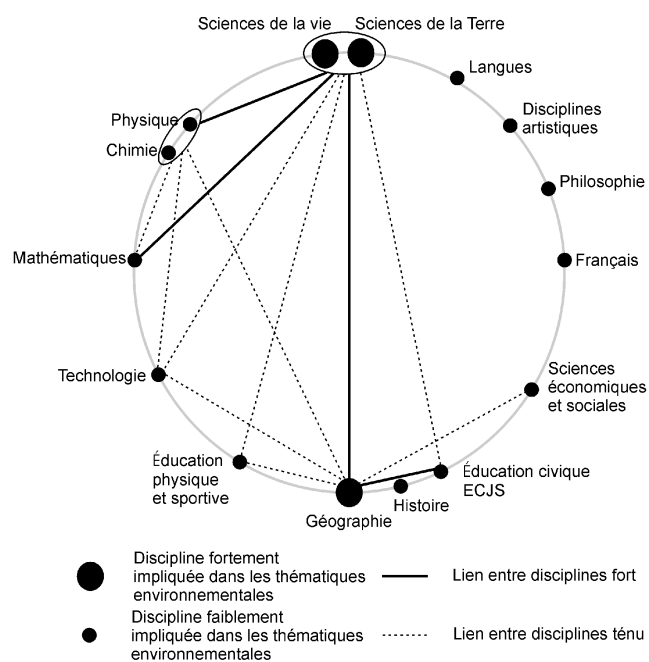 Sciences de la vie
Sciences de la Terre
Langues
Physique
Disciplines
artistiques
Chimie
Philosophie
Mathématiques
Français
Technologie
Sciences
économiques
et sociales
Éducation
physique
et sportive
Éducation civique
ECJS
Histoire
Géographie
Discipline fortement
impliquée dans les thématiques
environnementales
Lien entre disciplines fort
Discipline faiblement
impliquée dans les thématiques
environnementales
Lien entre disciplines ténu